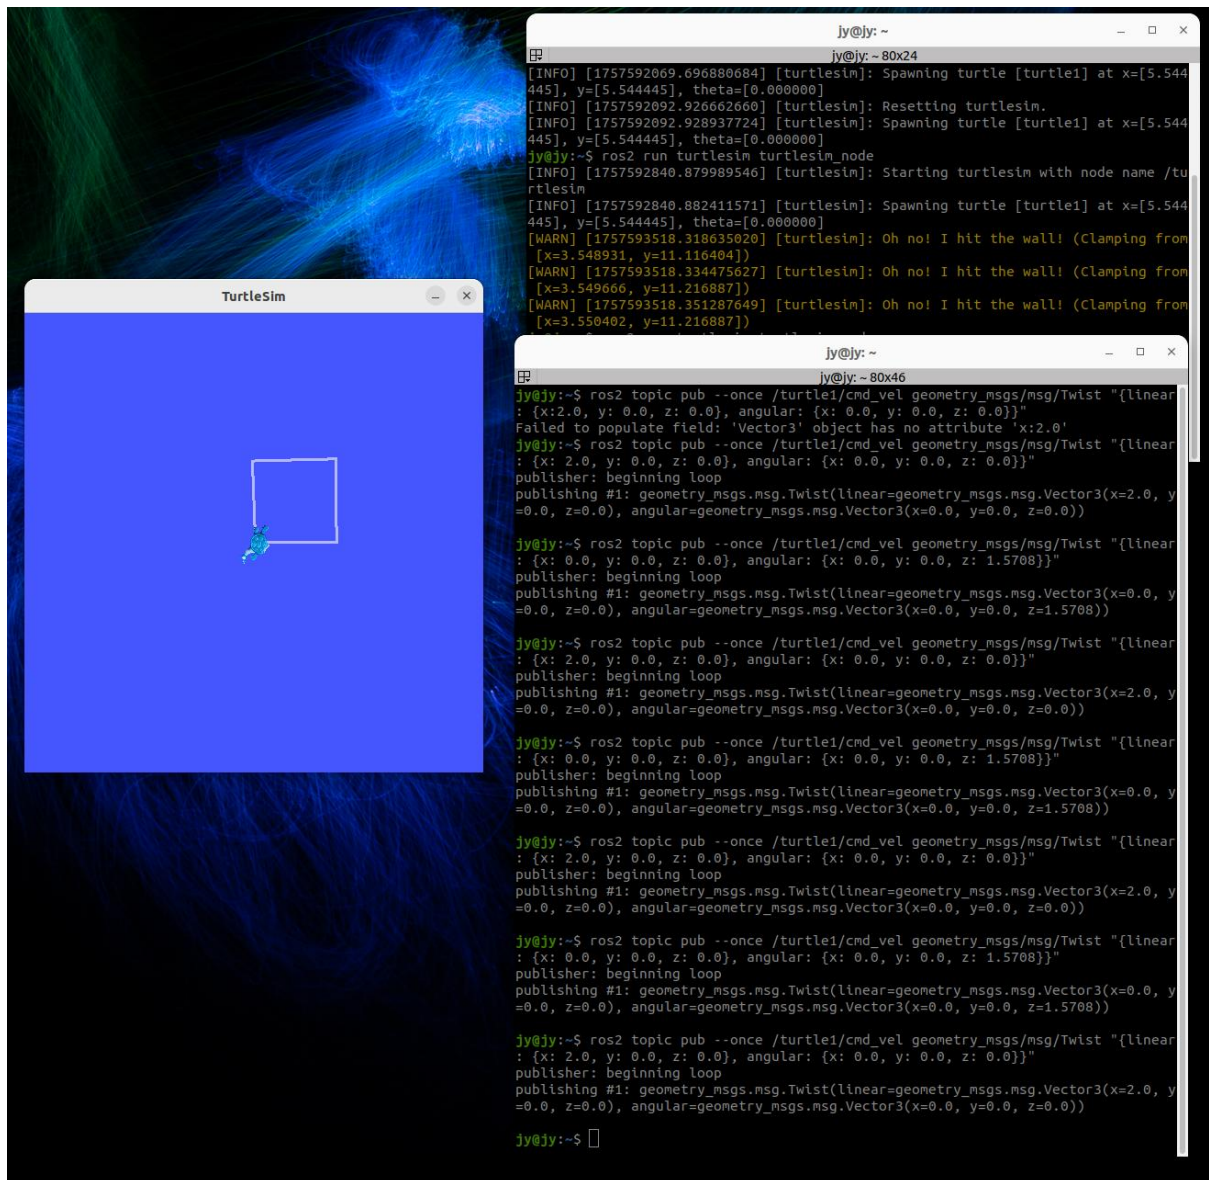 jy@jy: ~
jy@jy: ~ 80x24
[INFO] [1757592069.696880684] [turtlesim]: Spawning turtle [turtle1] at x=[5.544
445], y=[5.544445], theta=[0.000000]
[INFO] [1757592092.926662660] [turtlesim]: Resetting turtlesim.
[INFO] [1757592092.928937724] [turtlesim]: Spawning turtle [turtle1] at x=[5.544
445], y=[5.544445], theta=[0.000000]
jy@jy:~$ ros2 run turtlesim turtlesim_node
[INFO] [1757592840.879989546] [turtlesim]: Starting turtlesim with node name /tu
rtlesim
[INFO] [1757592840.882411571] [turtlesim]: Spawning turtle [turtle1] at x=[5.544
445], y=[5.544445], theta=[0.000000]
[WARN] [1757593518.318635020] [turtlesim]: Oh no! I hit the wall! (Clamping from
[x=3.548931, y=11.116404])
[WARN] [1757593518.334475627] [turtlesim]: Oh no! I hit the wall! (Clamping from
[x=3.549666, y=11.216887])
[WARN] [1757593518.351287649] [turtlesim]: Oh no! I hit the wall! (Clamping from
[x=3.550402, y=11.216887])
TurtleSim
jy@jy: ~
jy@jy: ~ 80x46
jy@jy:~$ ros2 topic pub --once /turtle1/cmd_vel geometry_msgs/msg/Twist "{linear
: {x:2.0, y: 0.0, z: 0.0}, angular: {x: 0.0, y: 0.0, z: 0.0}}"
Failed to populate field: 'Vector3' object has no attribute 'x:2.0'
jy@jy:~$ ros2 topic pub --once /turtle1/cmd_vel geometry_msgs/msg/Twist "{linear
: {x: 2.0, y: 0.0, z: 0.0}, angular: {x: 0.0, y: 0.0, z: 0.0}}"
publisher: beginning loop
publishing #1: geometry_msgs.msg.Twist(linear=geometry_msgs.msg.Vector3(x=2.0, y
=0.0, z=0.0), angular=geometry_msgs.msg.Vector3(x=0.0, y=0.0, z=0.0))
jy@jy:~$ ros2 topic pub --once /turtle1/cmd_vel geometry_msgs/msg/Twist "{linear
: {x: 0.0, y: 0.0, z: 0.0}, angular: {x: 0.0, y: 0.0, z: 1.5708}}"
publisher: beginning loop
publishing #1: geometry_msgs.msg.Twist(linear=geometry_msgs.msg.Vector3(x=0.0, y
=0.0, z=0.0), angular=geometry_msgs.msg.Vector3(x=0.0, y=0.0, z=1.5708))
jy@jy:~$ ros2 topic pub --once /turtle1/cmd_vel geometry_msgs/msg/Twist "{linear
: {x: 2.0, y: 0.0, z: 0.0}, angular: {x: 0.0, y: 0.0, z: 0.0}}"
publisher: beginning loop
publishing #1: geometry_msgs.msg.Twist(linear=geometry_msgs.msg.Vector3(x=2.0, y
=0.0, z=0.0), angular=geometry_msgs.msg.Vector3(x=0.0, y=0.0, z=0.0))
jy@jy:~$ ros2 topic pub --once /turtle1/cmd_vel geometry_msgs/msg/Twist "{linear
: {x: 0.0, y: 0.0, z: 0.0}, angular: {x: 0.0, y: 0.0, z: 1.5708}}"
publisher: beginning loop
publishing #1: geometry_msgs.msg.Twist(linear=geometry_msgs.msg.Vector3(x=0.0, y
=0.0, z=0.0), angular=geometry_msgs.msg.Vector3(x=0.0, y=0.0, z=1.5708))
jy@jy:~$ ros2 topic pub --once /turtle1/cmd_vel geometry_msgs/msg/Twist "{linear
: {x: 2.0, y: 0.0, z: 0.0}, angular: {x: 0.0, y: 0.0, z: 0.0}}"
publisher: beginning loop
publishing #1: geometry_msgs.msg.Twist(linear=geometry_msgs.msg.Vector3(x=2.0, y
=0.0, z=0.0), angular=geometry_msgs.msg.Vector3(x=0.0, y=0.0, z=0.0))
jy@jy:~$ ros2 topic pub --once /turtle1/cmd_vel geometry_msgs/msg/Twist "{linear
: {x: 0.0, y: 0.0, z: 0.0}, angular: {x: 0.0, y: 0.0, z: 1.5708}}"
publisher: beginning loop
publishing #1: geometry_msgs.msg.Twist(linear=geometry_msgs.msg.Vector3(x=0.0, y
=0.0, z=0.0), angular=geometry_msgs.msg.Vector3(x=0.0, y=0.0, z=1.5708))
jy@jy:~$ ros2 topic pub --once /turtle1/cmd_vel geometry_msgs/msg/Twist "{linear
: {x: 2.0, y: 0.0, z: 0.0}, angular: {x: 0.0, y: 0.0, z: 0.0}}"
publisher: beginning loop
publishing #1: geometry_msgs.msg.Twist(linear=geometry_msgs.msg.Vector3(x=2.0, y
=0.0, z=0.0), angular=geometry_msgs.msg.Vector3(x=0.0, y=0.0, z=0.0))
jy@jy:~$